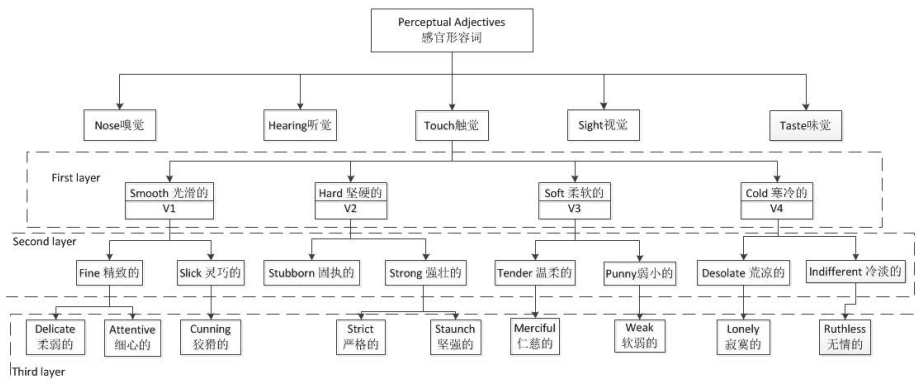 Perceptual Adjectives
感官形容词
Nose嗅觉
Hearing听觉
Touch触觉
Sight视觉
Taste味觉
First layer
Smooth 光滑的
V1
Hard 坚硬的
V2
Soft 柔软的
V3
Cold 寒冷的
V4
Second layer
Fine 精致的
Slick 灵巧的
Stubborn 固执的
Strong 强壮的
Tender 温柔的
Punny弱小的
Desolate 荒凉的
Indifferent 冷淡的
Delicate
柔弱的
Attentive
细心的
Cunning
狡猾的
Strict
严格的
Staunch
坚强的
Merciful
仁慈的
Weak
软弱的
Lonely
寂寞的
Ruthless
无情的
Third layer